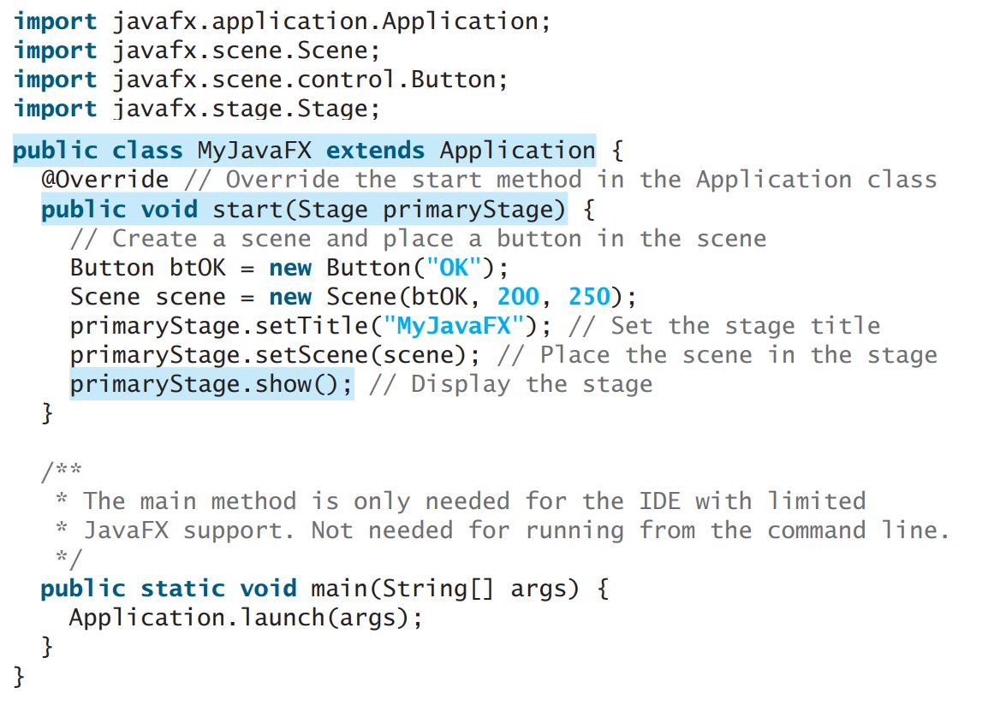 import javafx.application.Application;
import javafx.scene.Scene;
import javafx.scene.control.Button;
import javafx.stage.Stage;
public class MyJavaFX extends Application {
  @Override // Override the start method in the Application class
  public void start(Stage primaryStage) {
    // Create a scene and place a button in the scene
    Button btOK = new Button("OK");
    Scene scene = new Scene(btOK, 200, 250);
    primaryStage.setTitle("MyJavaFX"); // Set the stage title
    primaryStage.setScene(scene); // Place the scene in the stage
    primaryStage.show(); // Display the stage
  }
  /**
   * The main method is only needed for the IDE with limited
   * JavaFX support. Not needed for running from the command line.
   */
  public static void main(String[] args) {
    Application.launch(args);
  }
}